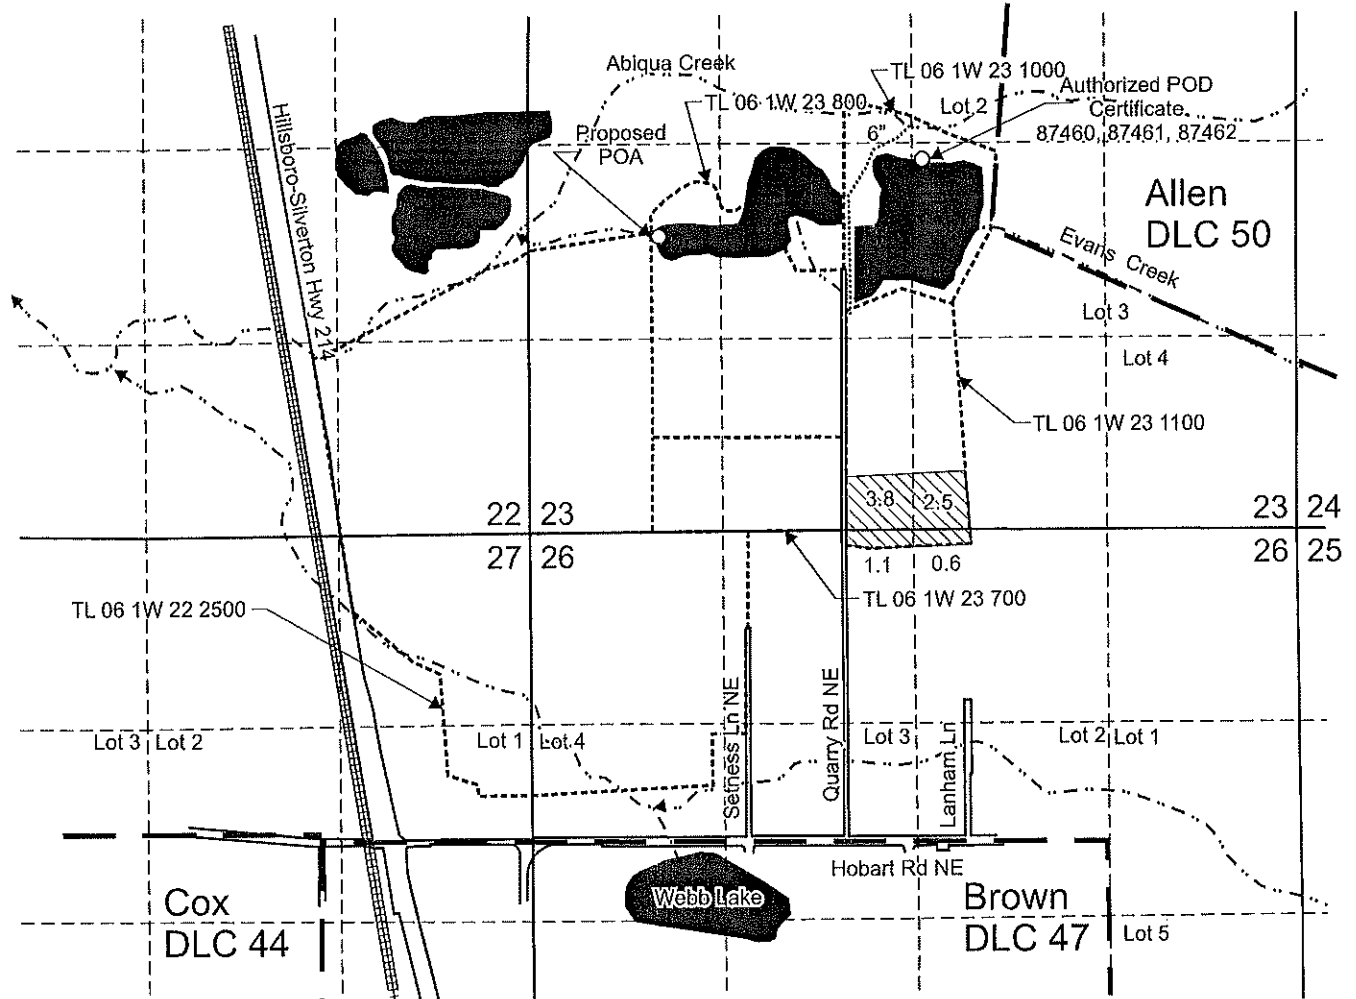 Abiqua Creek
TL 06 1W 23 1000
Authorized POD
Certificate
87460, 87461, 87462
TL 06 1W 23 800
Lot 2
6"
Proposed
POA
Hillsboro-Silverton Hwy 214
Allen
DLC 50
Evans Creek
Lot 3
Lot 4
TL 06 1W 23 1100
3.8
2.5
22 23
23 24
27 26
26 25
1.1
0.6
TL 06 1W 22 2500
TL 06 1W 23 700
Setness Ln NE
Quarry Rd NE
Lanham Ln
Lot 3 Lot 2
Lot 1 Lot 4
Lot 3
Lot 2 Lot 1
Hobart Rd NE
Cox
DLC 44
Webb Lake
Brown
DLC 47
Lot 5